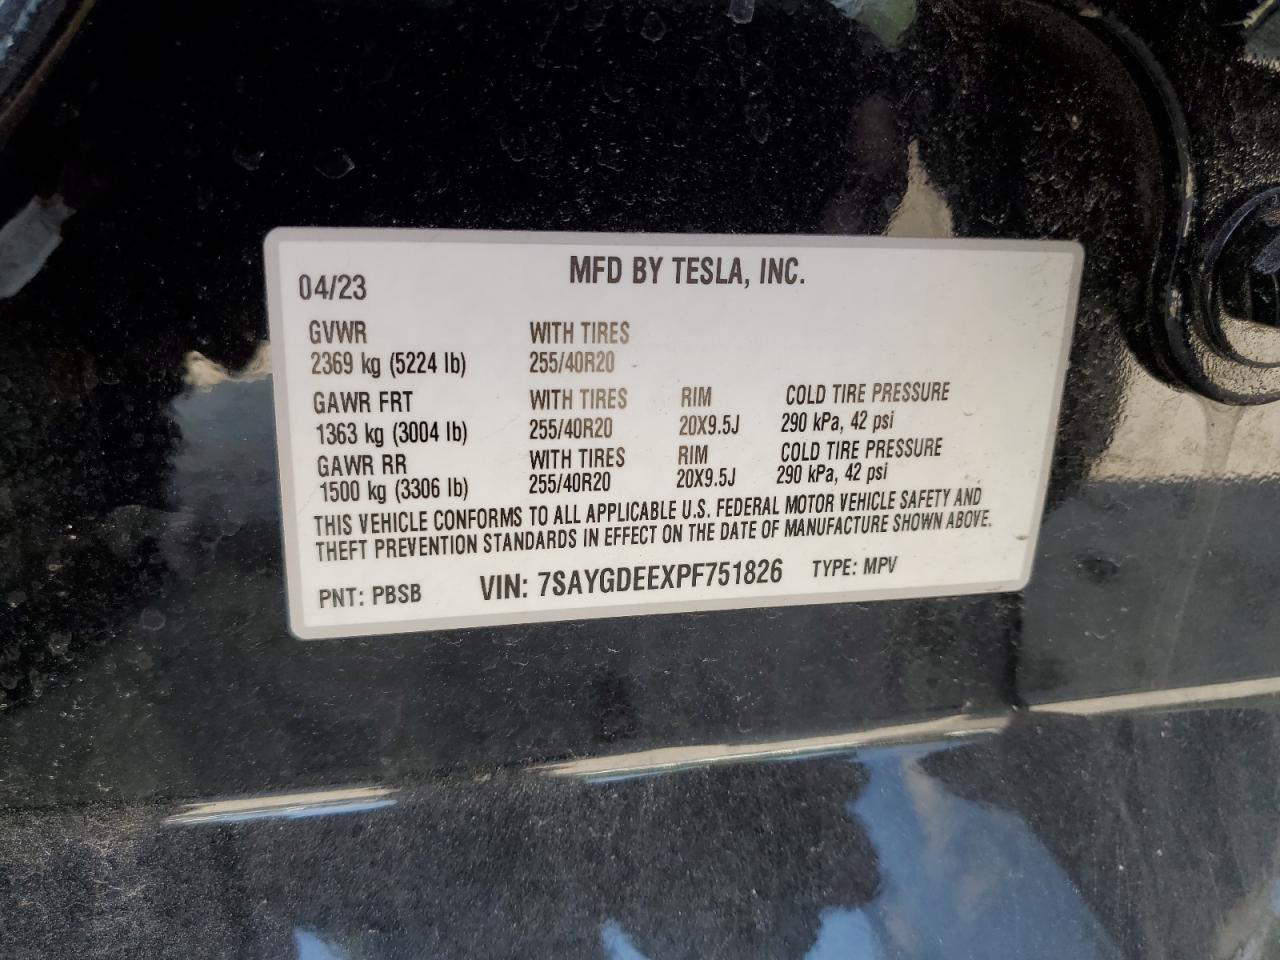 04/23 MFD BY TESLA, INC.
GVWR WITH TIRES
2369 kg (5224 lb) 255/40R20
GAWR FRT WITH TIRES RIM COLD TIRE PRESSURE
1363 kg (3004 lb) 255/40R20 20X9.5J 290 kPa, 42 psi
GAWR RR WITH TIRES RIM COLD TIRE PRESSURE
1500 kg (3306 lb) 255/40R20 20X9.5J 290 kPa, 42 psi
THIS VEHICLE CONFORMS TO ALL APPLICABLE U.S. FEDERAL MOTOR VEHICLE SAFETY AND
THEFT PREVENTION STANDARDS IN EFFECT ON THE DATE OF MANUFACTURE SHOWN ABOVE.
PNT: PBSB VIN: 7SAYGDEEXPF751826 TYPE: MPV